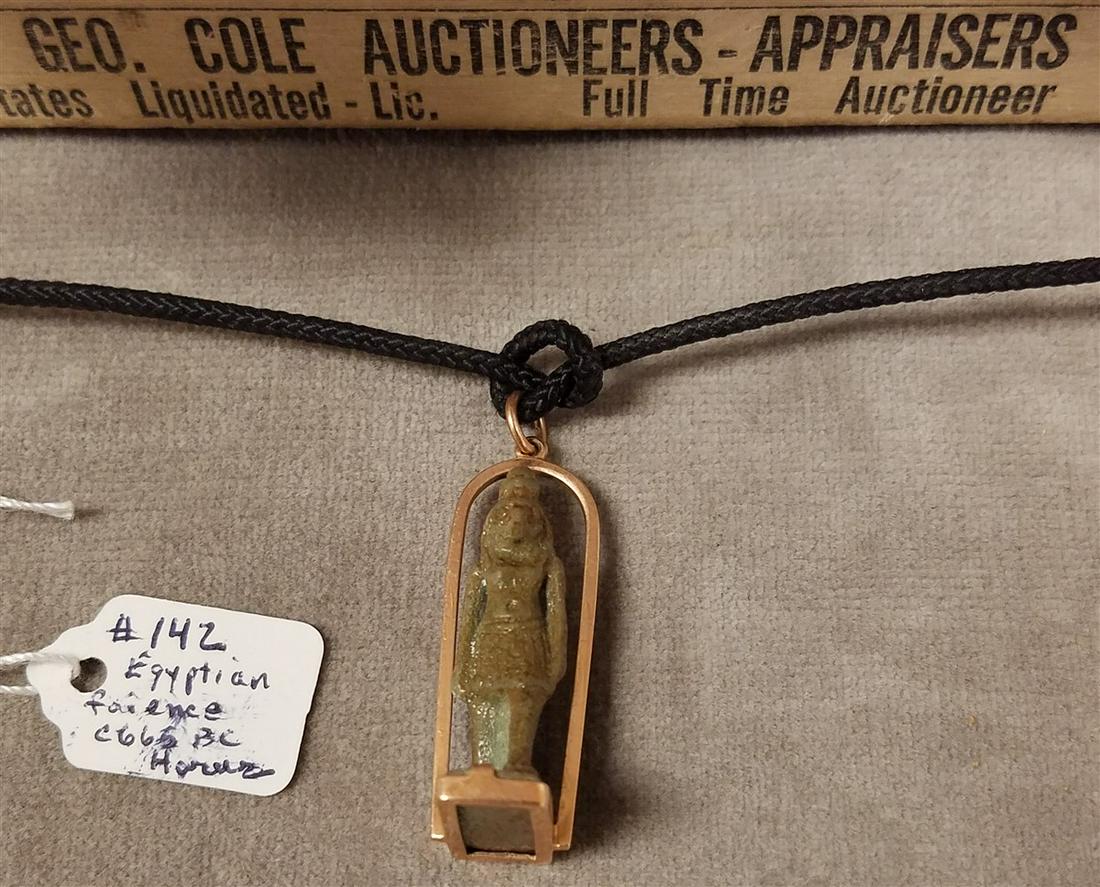 GEO. COLE AUCTIONEERS - APPRAISERS
tates Liquidated - Lic. Full Time Auctioneer
#142
Egyptian
faience
c665 BC
Horus